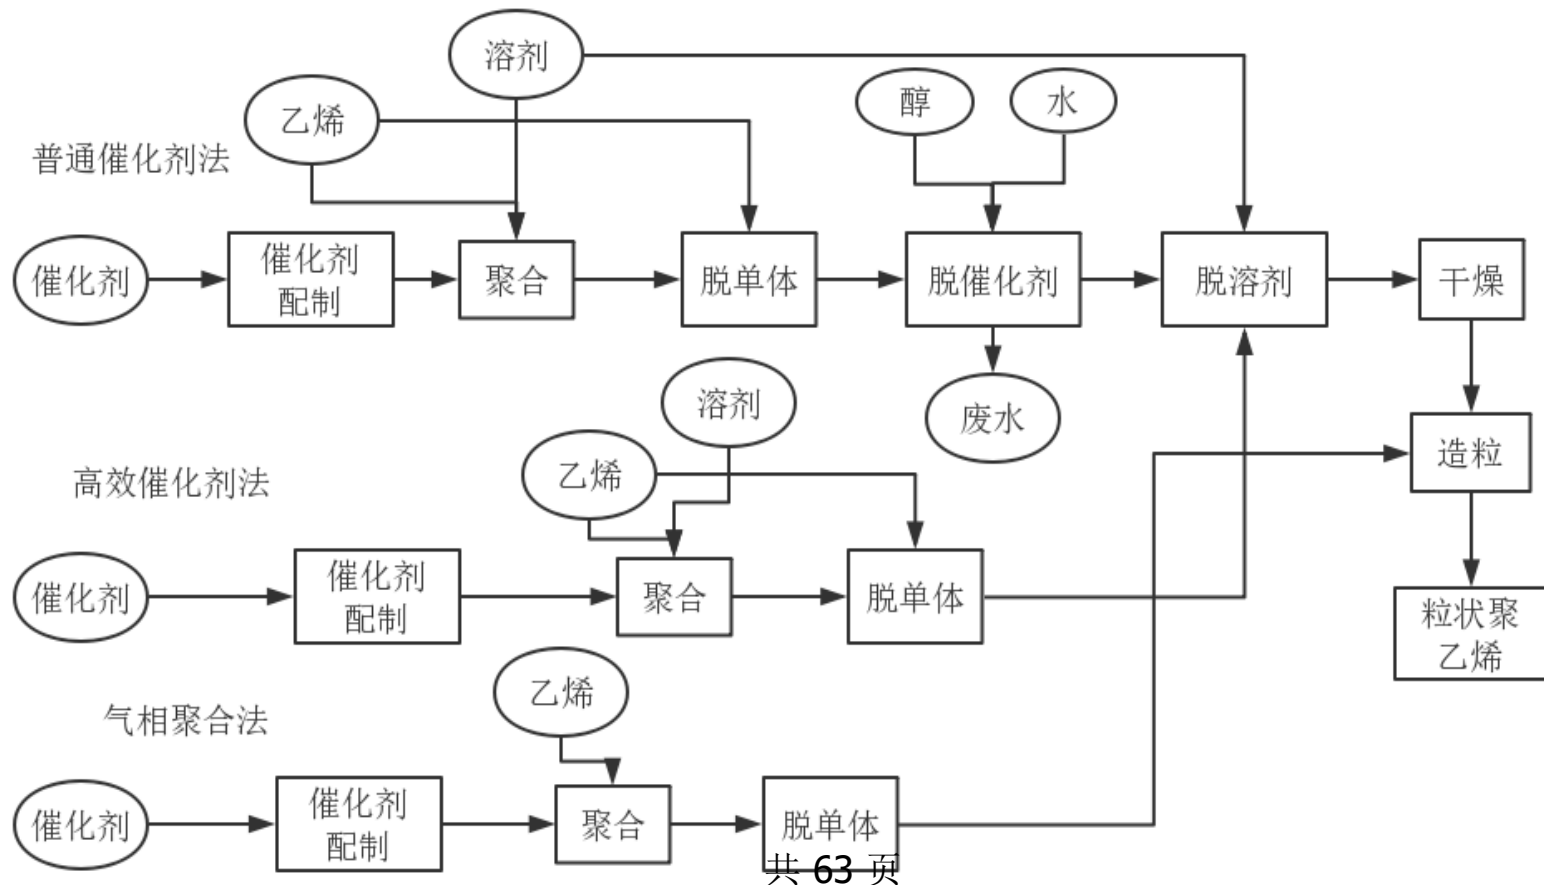 溶剂
乙烯
醇
水
普通催化剂法
催化剂
催化剂
配制
聚合
脱单体
脱催化剂
脱溶剂
干燥
废水
造粒
粒状聚
乙烯
溶剂
乙烯
高效催化剂法
催化剂
催化剂
配制
聚合
脱单体
乙烯
气相聚合法
催化剂
催化剂
配制
聚合
脱单体
共 63 页